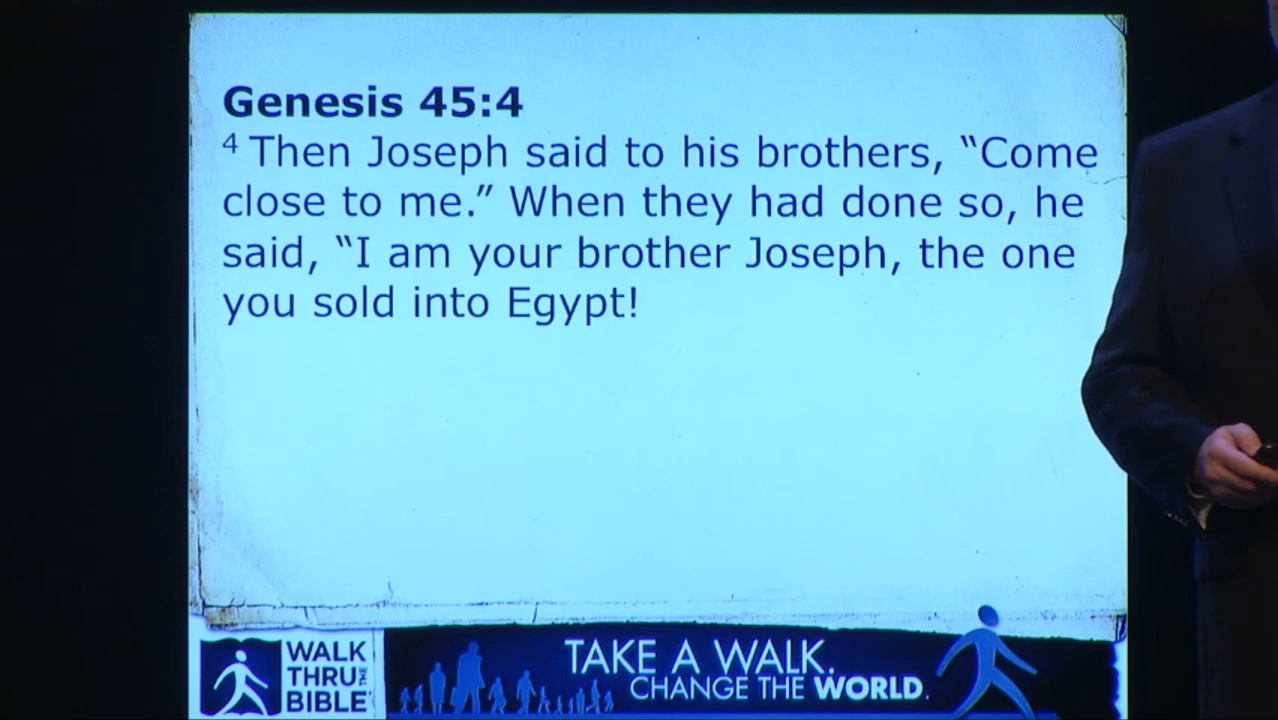 Genesis 45:4
4 Then Joseph said to his brothers, “Come
close to me.” When they had done so, he
said, “I am your brother Joseph, the one
you sold into Egypt!
WALK
THRU THE
BIBLE
TAKE A WALK.
CHANGE THE WORLD.